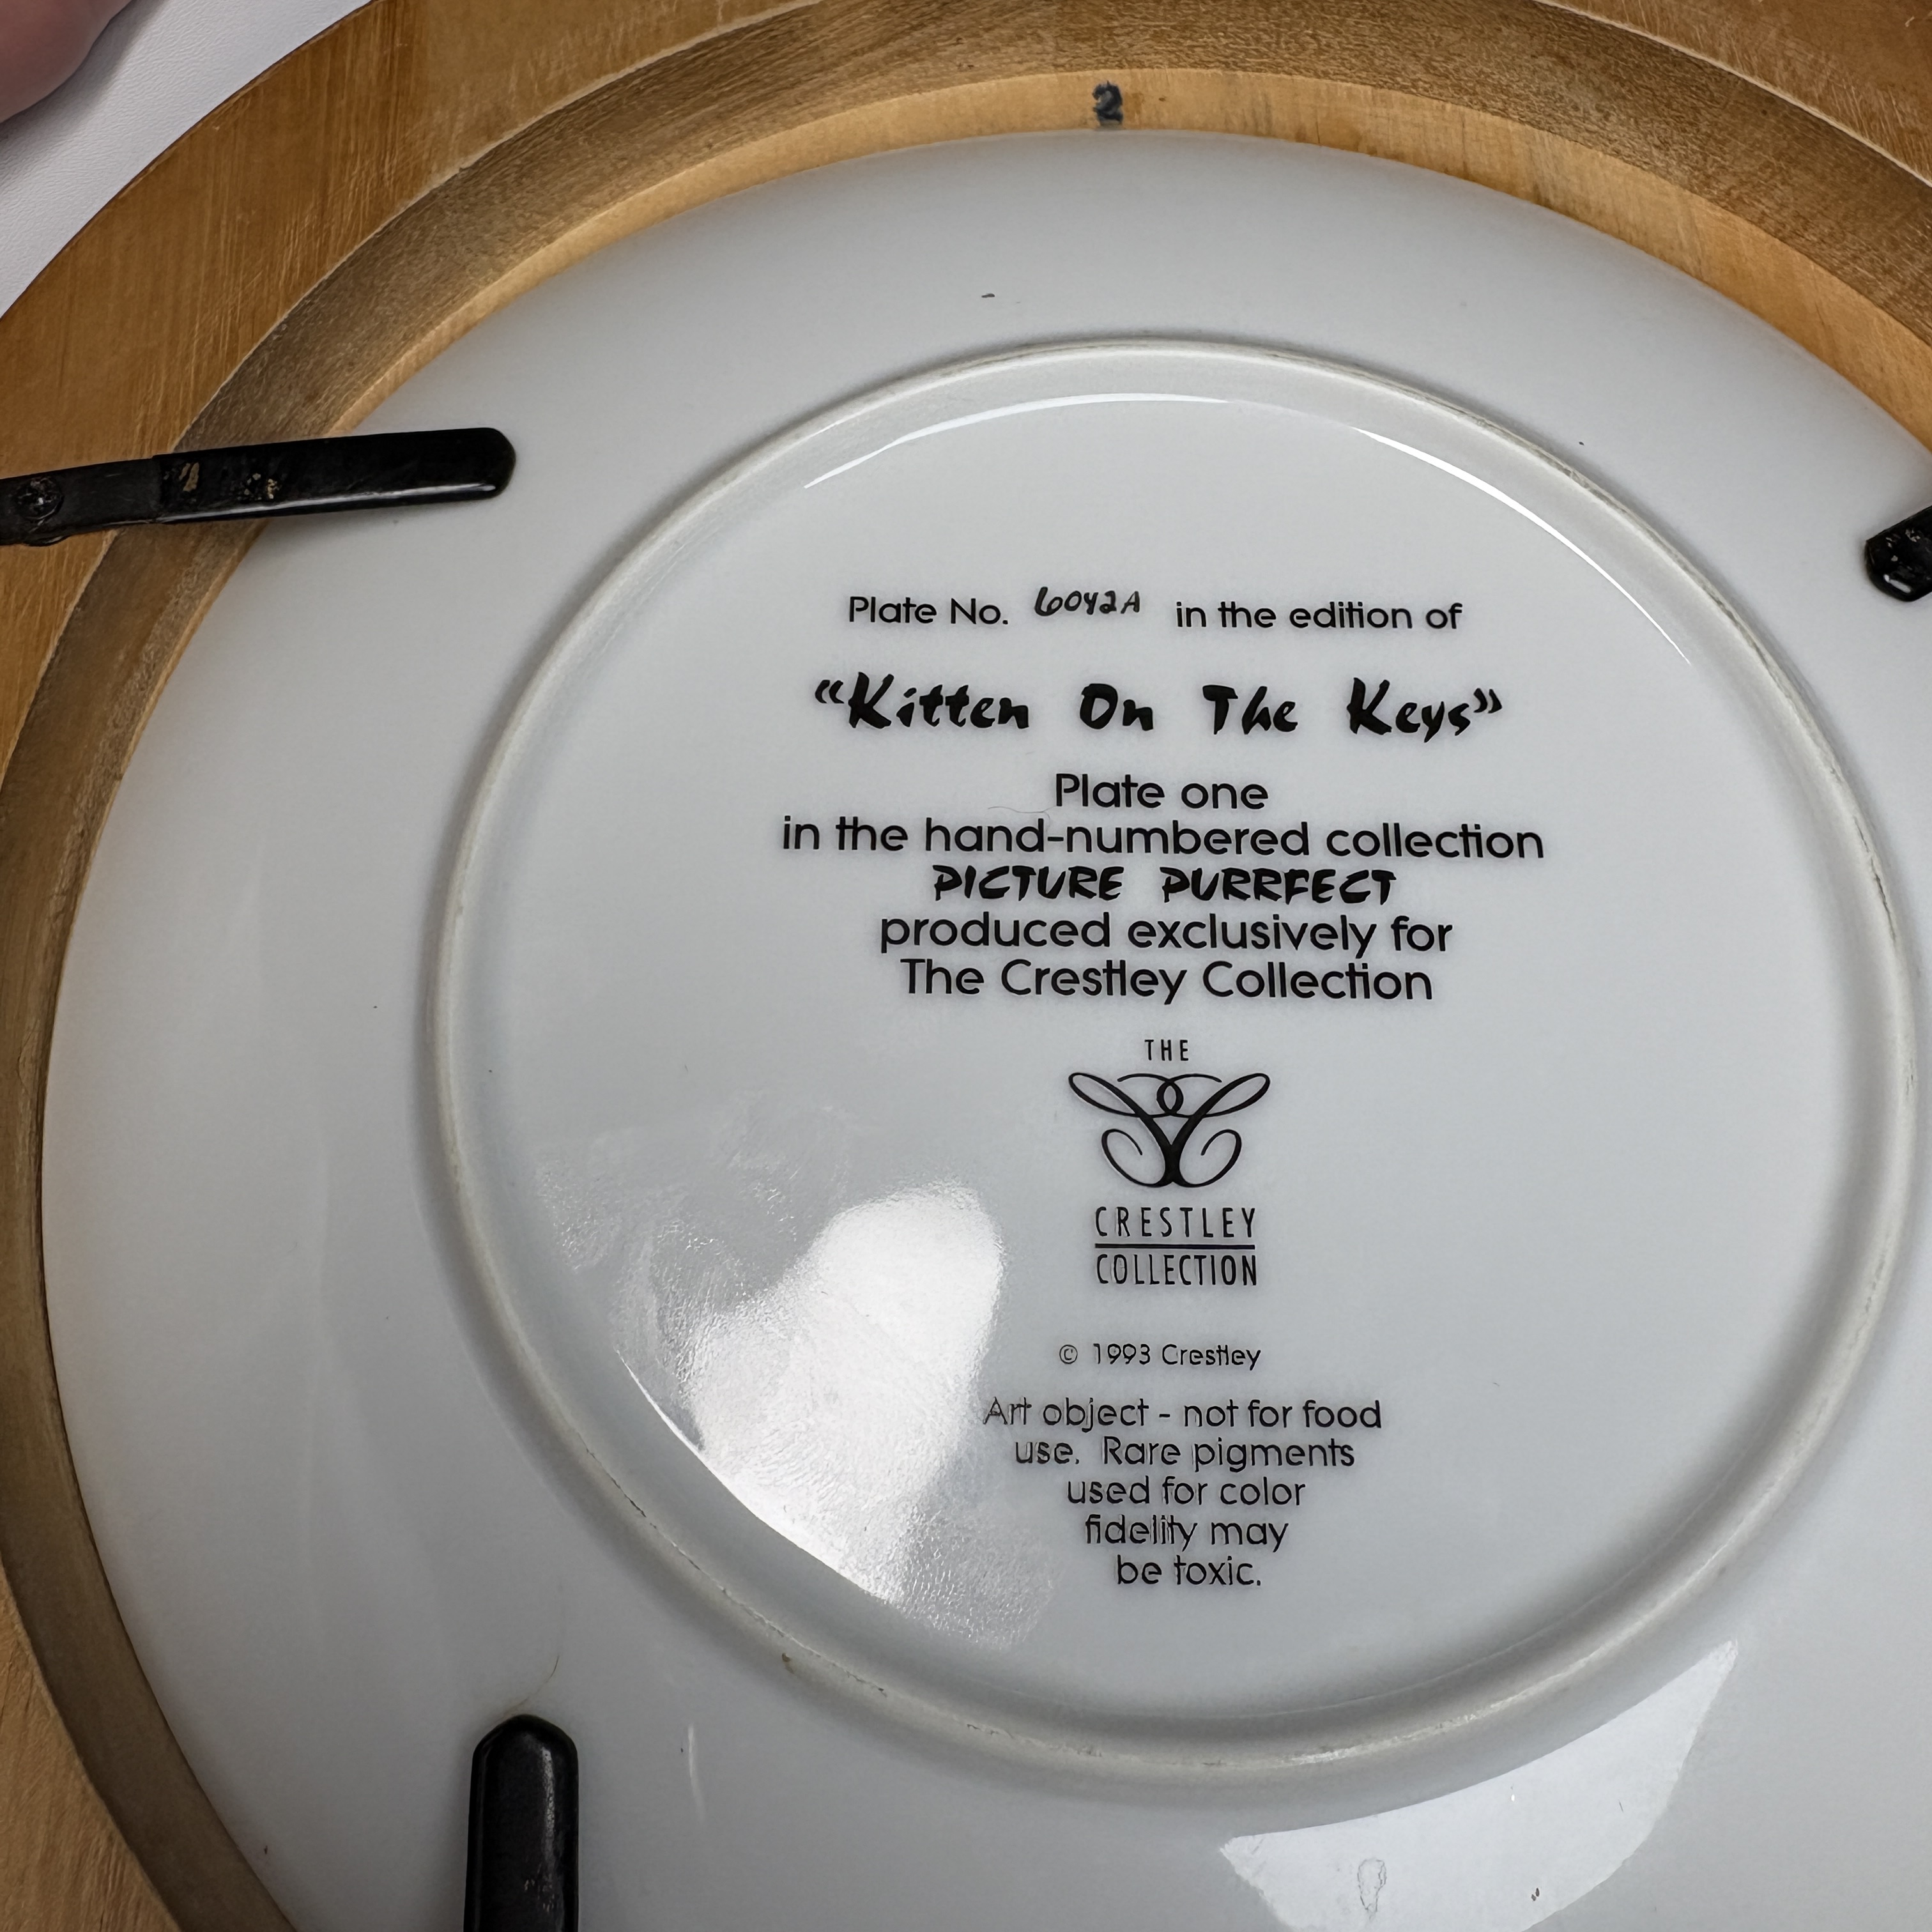 2
Plate No. 6042A in the edition of
“Kitten On The Keys”
Plate one
in the hand-numbered collection
PICTURE PURRFECT
produced exclusively for
The Crestley Collection
THE
CRESTLEY
COLLECTION
© 1993 Crestley
Art object - not for food
use. Rare pigments
used for color
fidelity may
be toxic.